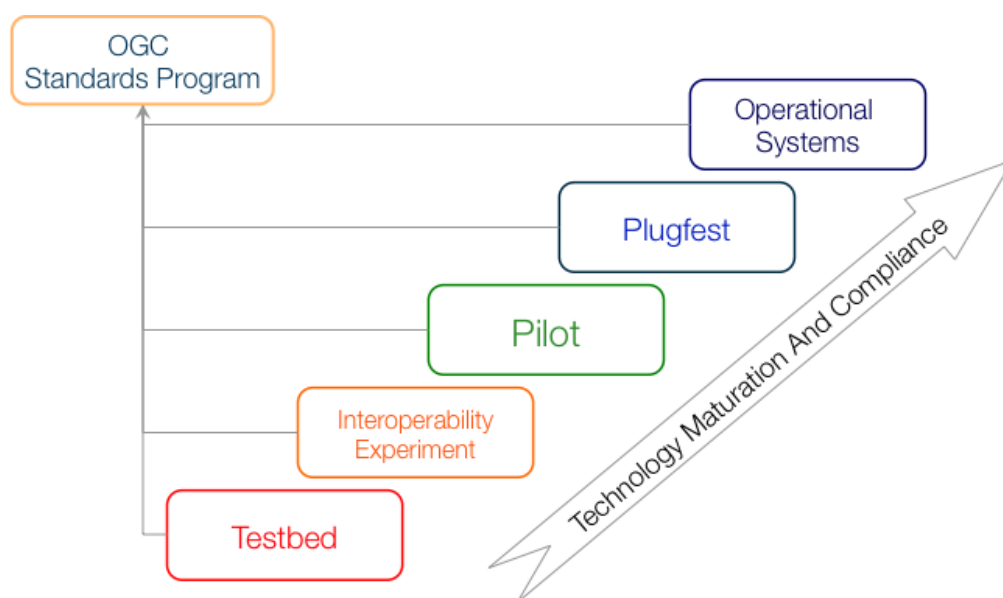 OGC
Standards Program
Operational
Systems
Plugfest
Pilot
Interoperability
Experiment
Testbed
Technology Maturation And Compliance